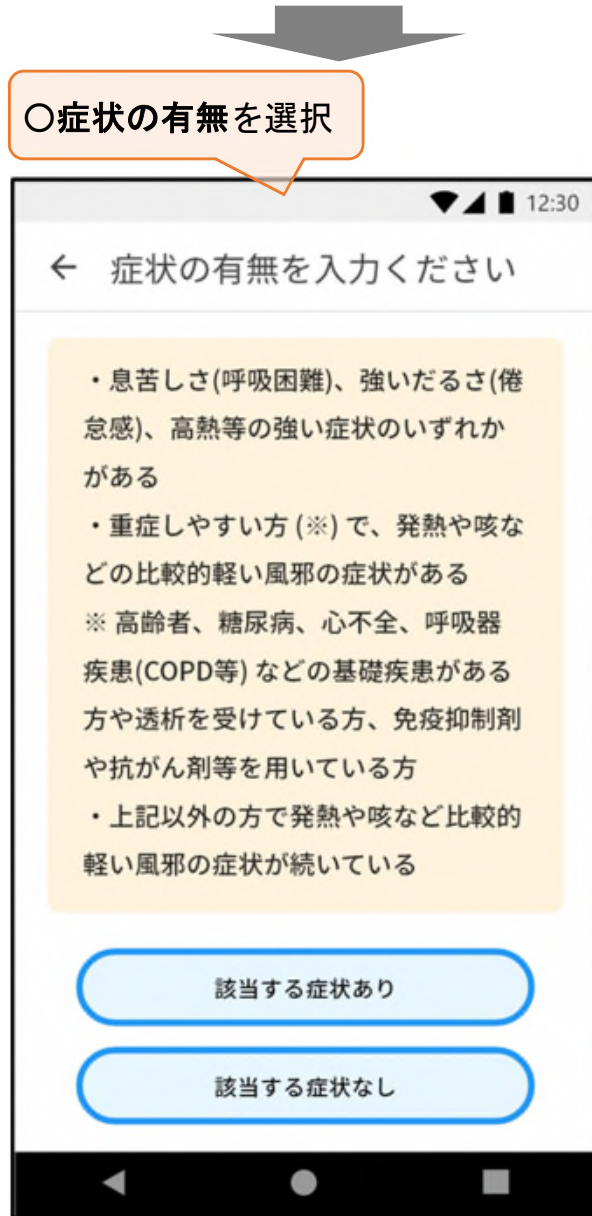 〇症状の有無を選択
12:30
← 症状の有無を入力ください
・息苦しさ(呼吸困難)、強いだるさ(倦
怠感)、高熱等の強い症状のいずれか
がある
・重症しやすい方 (※) で、発熱や咳な
どの比較的軽い風邪の症状がある
※ 高齢者、糖尿病、心不全、呼吸器
疾患(COPD等) などの基礎疾患がある
方や透析を受けている方、免疫抑制剤
や抗がん剤等を用いている方
・上記以外の方で発熱や咳など比較的
軽い風邪の症状が続いている
該当する症状あり
該当する症状なし